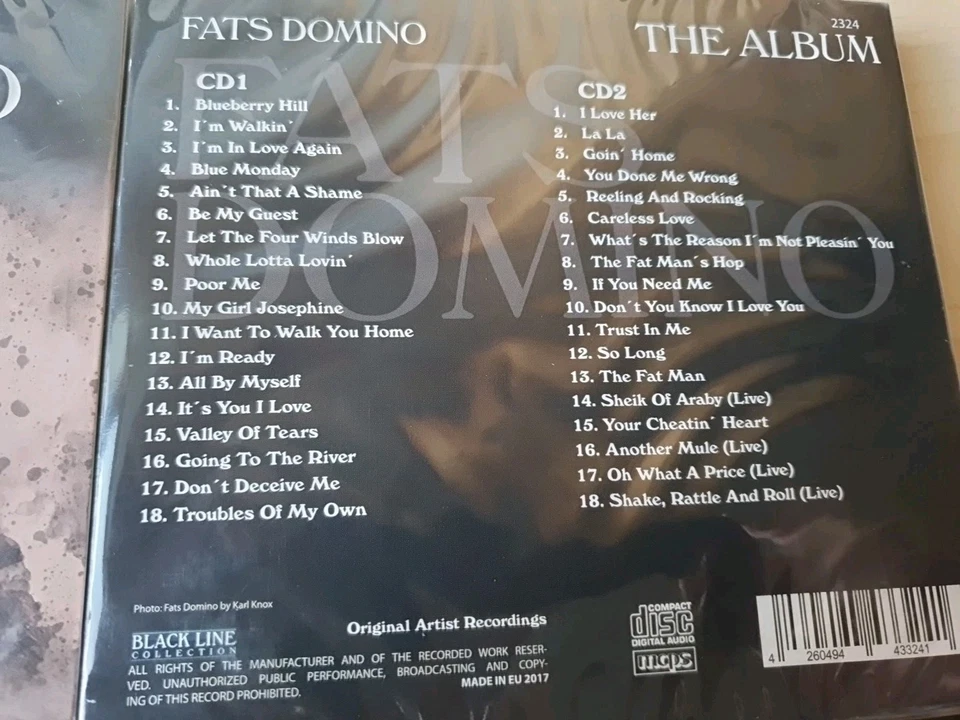 FATS DOMINO
2324
THE ALBUM
FATS
DOMINO
CD1
1. Blueberry Hill
2. I´m Walkin´
3. I´m In Love Again
4. Blue Monday
5. Ain´t That A Shame
6. Be My Guest
7. Let The Four Winds Blow
8. Whole Lotta Lovin´
9. Poor Me
10. My Girl Josephine
11. I Want To Walk You Home
12. I´m Ready
13. All By Myself
14. It´s You I Love
15. Valley Of Tears
16. Going To The River
17. Don´t Deceive Me
18. Troubles Of My Own
CD2
1. I Love Her
2. La La
3. Goin´ Home
4. You Done Me Wrong
5. Reeling And Rocking
6. Careless Love
7. What´s The Reason I´m Not Pleasin´ You
8. The Fat Man´s Hop
9. If You Need Me
10. Don´t You Know I Love You
11. Trust In Me
12. So Long
13. The Fat Man
14. Sheik Of Araby (Live)
15. Your Cheatin´ Heart
16. Another Mule (Live)
17. Oh What A Price (Live)
18. Shake, Rattle And Roll (Live)
Photo: Fats Domino by Karl Knox
BLACK LINE
COLLECTION
Original Artist Recordings
ALL RIGHTS OF THE MANUFACTURER AND OF THE RECORDED WORK RESER-
VED. UNAUTHORIZED PUBLIC PERFORMANCE, BROADCASTING AND COPY-
ING OF THIS RECORD PROHIBITED.
MADE IN EU 2017
COMPACT
disc
DIGITAL AUDIO
mcps
4 260494 433241